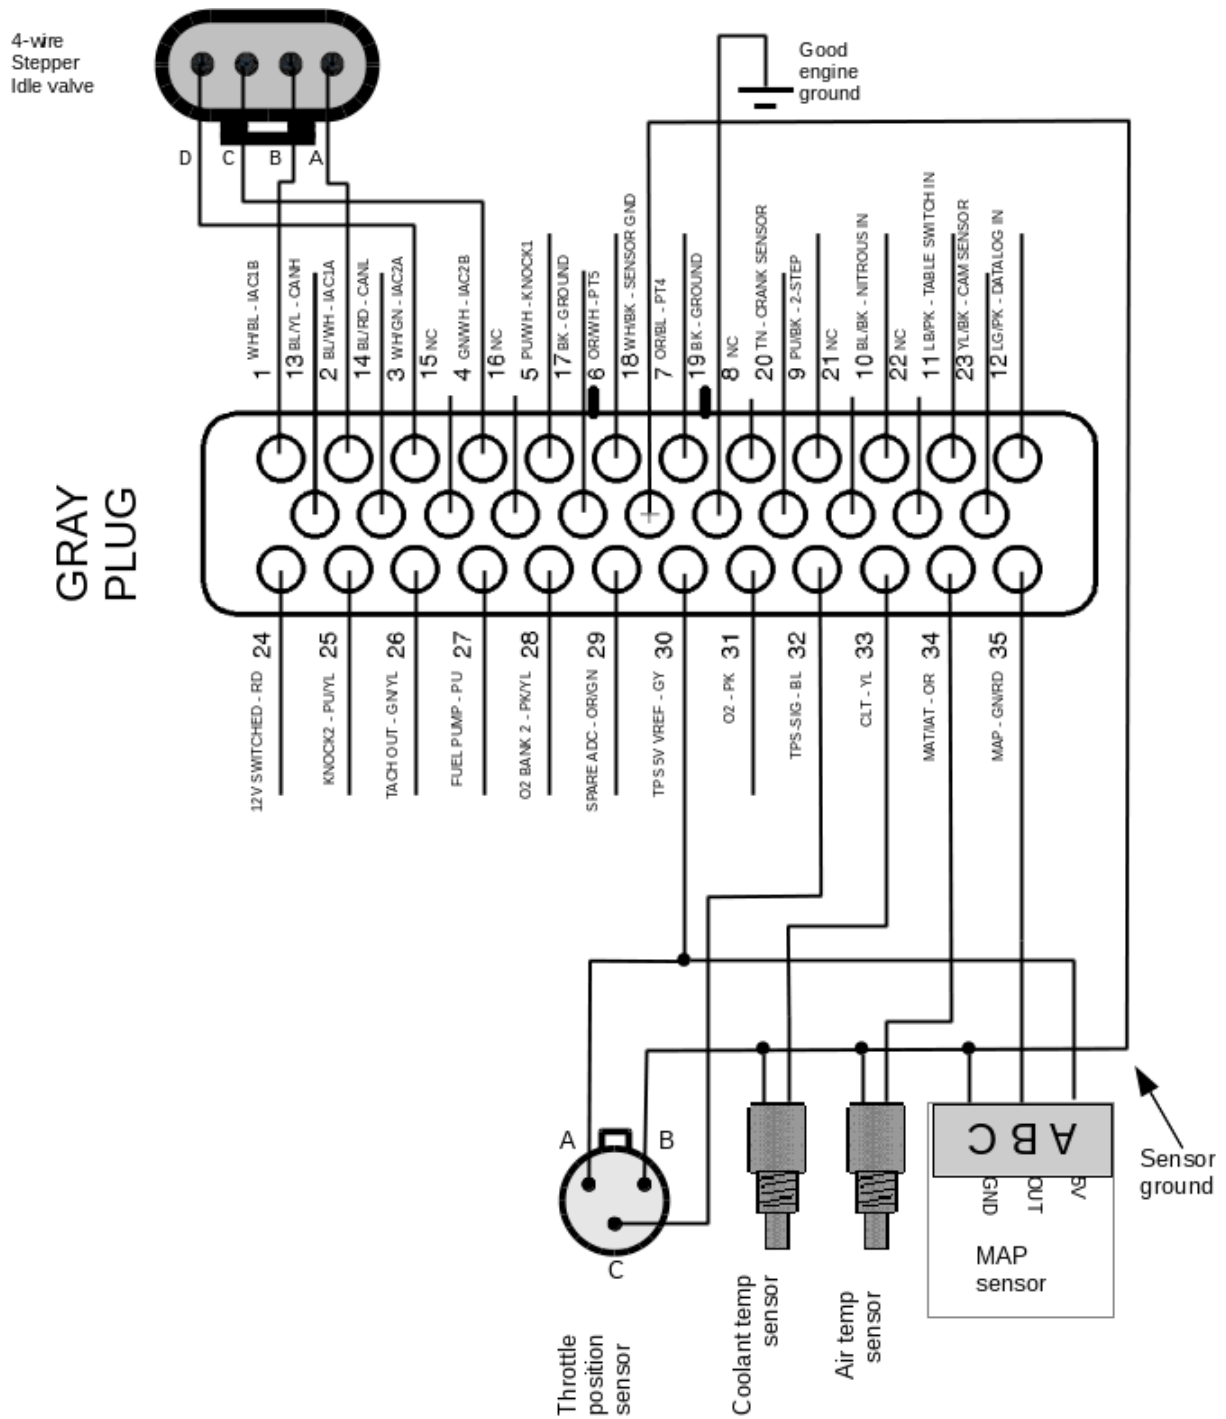 4-wire
Stepper
Idle valve
Good
engine
ground
D
C
B
A
1 WH/BL - IAC1B
13 BL/YL - CANH
2 BL/WH - IAC1A
14 BL/RD - CANL
3 WH/GN - IAC2A
15 NC
4 GN/WH - IAC2B
16 NC
5 PU/WH - KNOCK1
17 BK - GROUND
6 OR/WH - PT5
18 WH/BK - SENSOR GND
7 OR/BL - PT4
19 BK - GROUND
8 NC
20 TN - CRANK SENSOR
9 PU/BK - 2-STEP
21 NC
10 BL/BK - NITROUS IN
22 NC
11 LB/PK - TABLE SWITCH IN
23 YL/BK - CAM SENSOR
12 LG/PK - DATALOG IN
GRAY
PLUG
12V SWITCHED - RD 24
KNOCK2 - PU/YL 25
TACH OUT - GN/YL 26
FUEL PUMP - PU 27
O2 BANK 2 - PK/YL 28
SPARE ADC - OR/GN 29
TPS 5V VREF - GY 30
O2 - PK 31
TPS-SIG - BL 32
CLT - YL 33
MAT/IAT - OR 34
MAP - GN/RD 35
A
B
C
Throttle
position
sensor
Coolant temp
sensor
Air temp
sensor
A B C
GND
OUT
5V
MAP
sensor
Sensor
ground